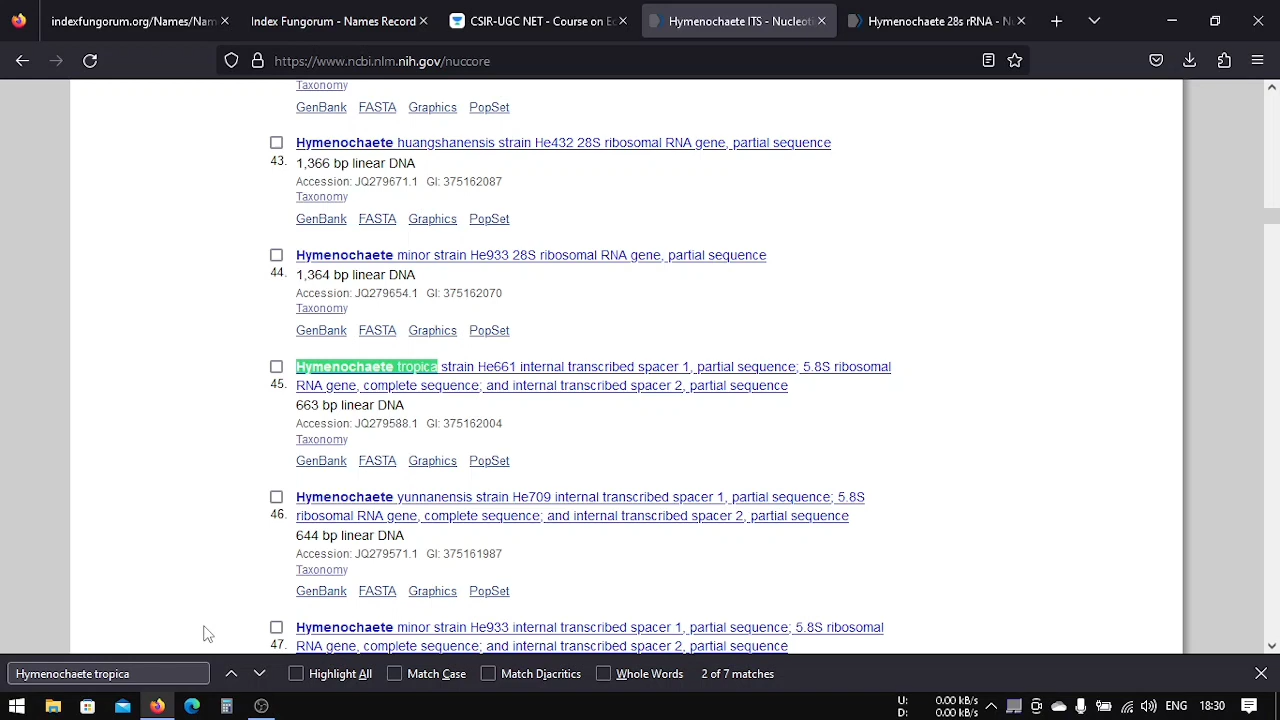 indexfungorum.org/Names/Nam
Index Fungorum - Names Record
CSIR-UGC NET - Course on Ec
Hymenochaete ITS - Nucleoti
Hymenochaete 28s rRNA - N
https://www.ncbi.nlm.nih.gov/nuccore
Taxonomy
GenBank FASTA Graphics PopSet
Hymenochaete huangshanensis strain He432 28S ribosomal RNA gene, partial sequence
43. 1,366 bp linear DNA
Accession: JQ279671.1 GI: 375162087
Taxonomy
GenBank FASTA Graphics PopSet
Hymenochaete minor strain He933 28S ribosomal RNA gene, partial sequence
44. 1,364 bp linear DNA
Accession: JQ279654.1 GI: 375162070
Taxonomy
GenBank FASTA Graphics PopSet
Hymenochaete tropica strain He661 internal transcribed spacer 1, partial sequence; 5.8S ribosomal
45. RNA gene, complete sequence; and internal transcribed spacer 2, partial sequence
663 bp linear DNA
Accession: JQ279588.1 GI: 375162004
Taxonomy
GenBank FASTA Graphics PopSet
Hymenochaete yunnanensis strain He709 internal transcribed spacer 1, partial sequence; 5.8S
46. ribosomal RNA gene, complete sequence; and internal transcribed spacer 2, partial sequence
644 bp linear DNA
Accession: JQ279571.1 GI: 375161987
Taxonomy
GenBank FASTA Graphics PopSet
Hymenochaete minor strain He933 internal transcribed spacer 1, partial sequence; 5.8S ribosomal
47. RNA gene, complete sequence; and internal transcribed spacer 2, partial sequence
Hymenochaete tropica Highlight All Match Case Match Diacritics Whole Words 2 of 7 matches
U: 0.00 kB/s
D: 0.00 kB/s
ENG 18:30